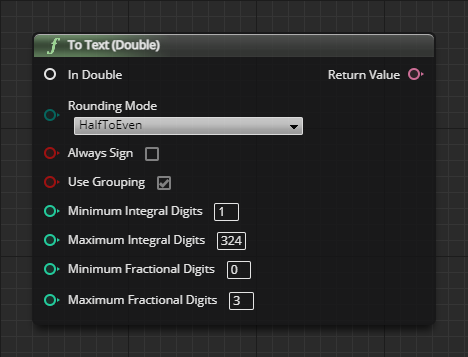 f To Text (Double)
In Double
Return Value
Rounding Mode
HalfToEven
Always Sign
Use Grouping
Minimum Integral Digits 1
Maximum Integral Digits 324
Minimum Fractional Digits 0
Maximum Fractional Digits 3